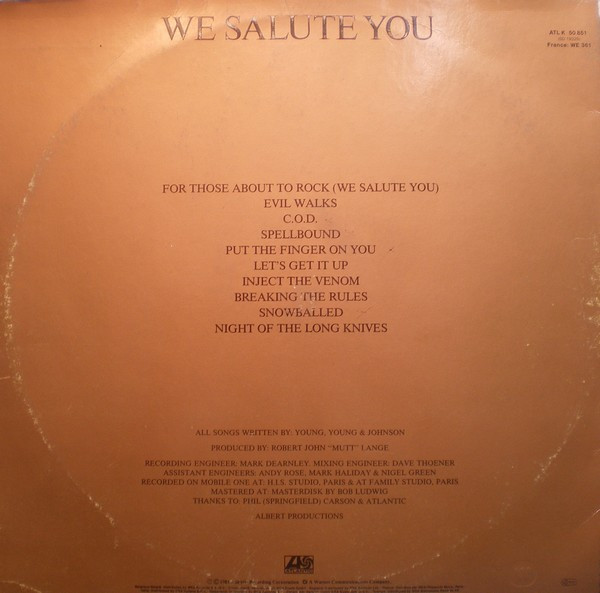 WE SALUTE YOU
ATL K 50 851
France: WE 361
FOR THOSE ABOUT TO ROCK (WE SALUTE YOU)
EVIL WALKS
C.O.D.
SPELLBOUND
PUT THE FINGER ON YOU
LET'S GET IT UP
INJECT THE VENOM
BREAKING THE RULES
SNOWBALLED
NIGHT OF THE LONG KNIVES
ALL SONGS WRITTEN BY: YOUNG, YOUNG & JOHNSON
PRODUCED BY: ROBERT JOHN "MUTT" LANGE
RECORDING ENGINEER: MARK DEARNLEY, MIXING ENGINEER: DAVE THOENER
ASSISTANT ENGINEERS: ANDY ROSE, MARK HALIDAY & NIGEL GREEN
RECORDED ON MOBILE ONE AT: H.I.S. STUDIO, PARIS & AT FAMILY STUDIO, PARIS
MASTERED AT: MASTERDISK BY BOB LUDWIG
THANKS TO: PHIL (SPRINGFIELD) CARSON & ATLANTIC
ALBERT PRODUCTIONS